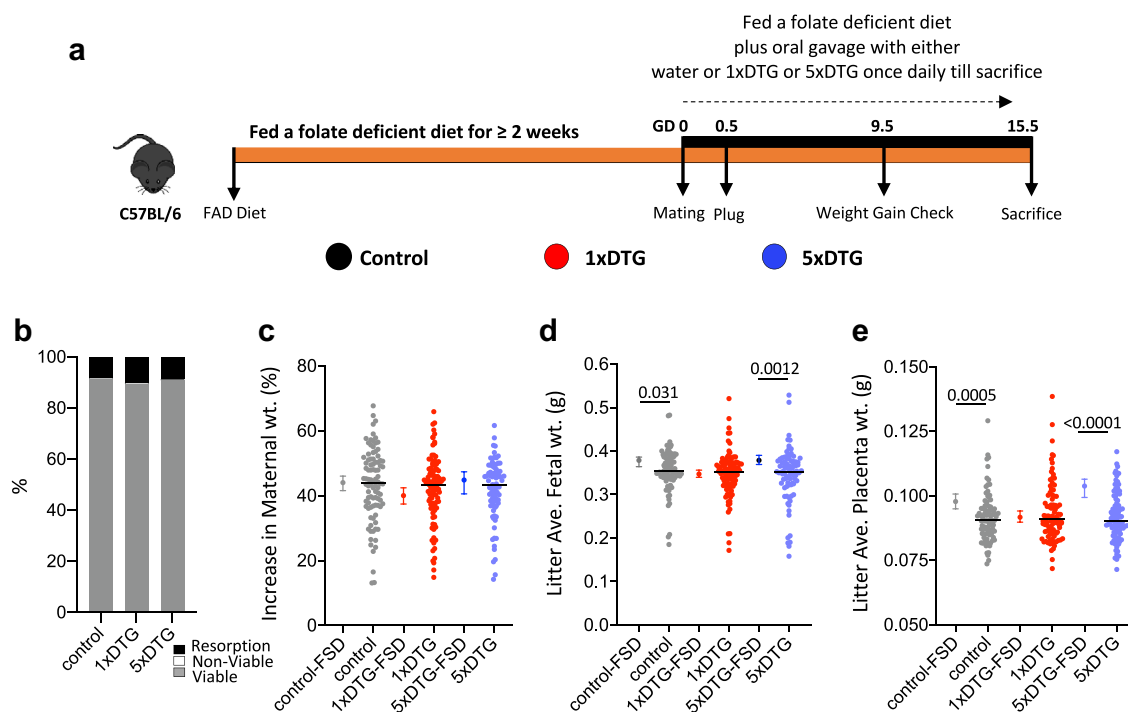 a
Fed a folate deficient diet
plus oral gavage with either
water or 1xDTG or 5xDTG once daily till sacrifice
Fed a folate deficient diet for ≥ 2 weeks
GD 0 0.5 9.5 15.5
C57BL/6
FAD Diet
Mating Plug Weight Gain Check Sacrifice
Control 1xDTG 5xDTG
b
100
80
60
40
20
0
%
control
1xDTG
5xDTG
Resorption
Non-Viable
Viable
c
Increase in Maternal wt. (%)
80
60
40
20
0
control-FSD
control
1xDTG-FSD
1xDTG
5xDTG-FSD
5xDTG
d
Litter Ave. Fetal wt. (g)
0.6
0.5
0.4
0.3
0.2
0.1
0.0
0.031
0.0012
control-FSD
control
1xDTG-FSD
1xDTG
5xDTG-FSD
5xDTG
e
Litter Ave. Placenta wt. (g)
0.150
0.125
0.100
0.075
0.050
0.0005
<0.0001
control-FSD
control
1xDTG-FSD
1xDTG
5xDTG-FSD
5xDTG